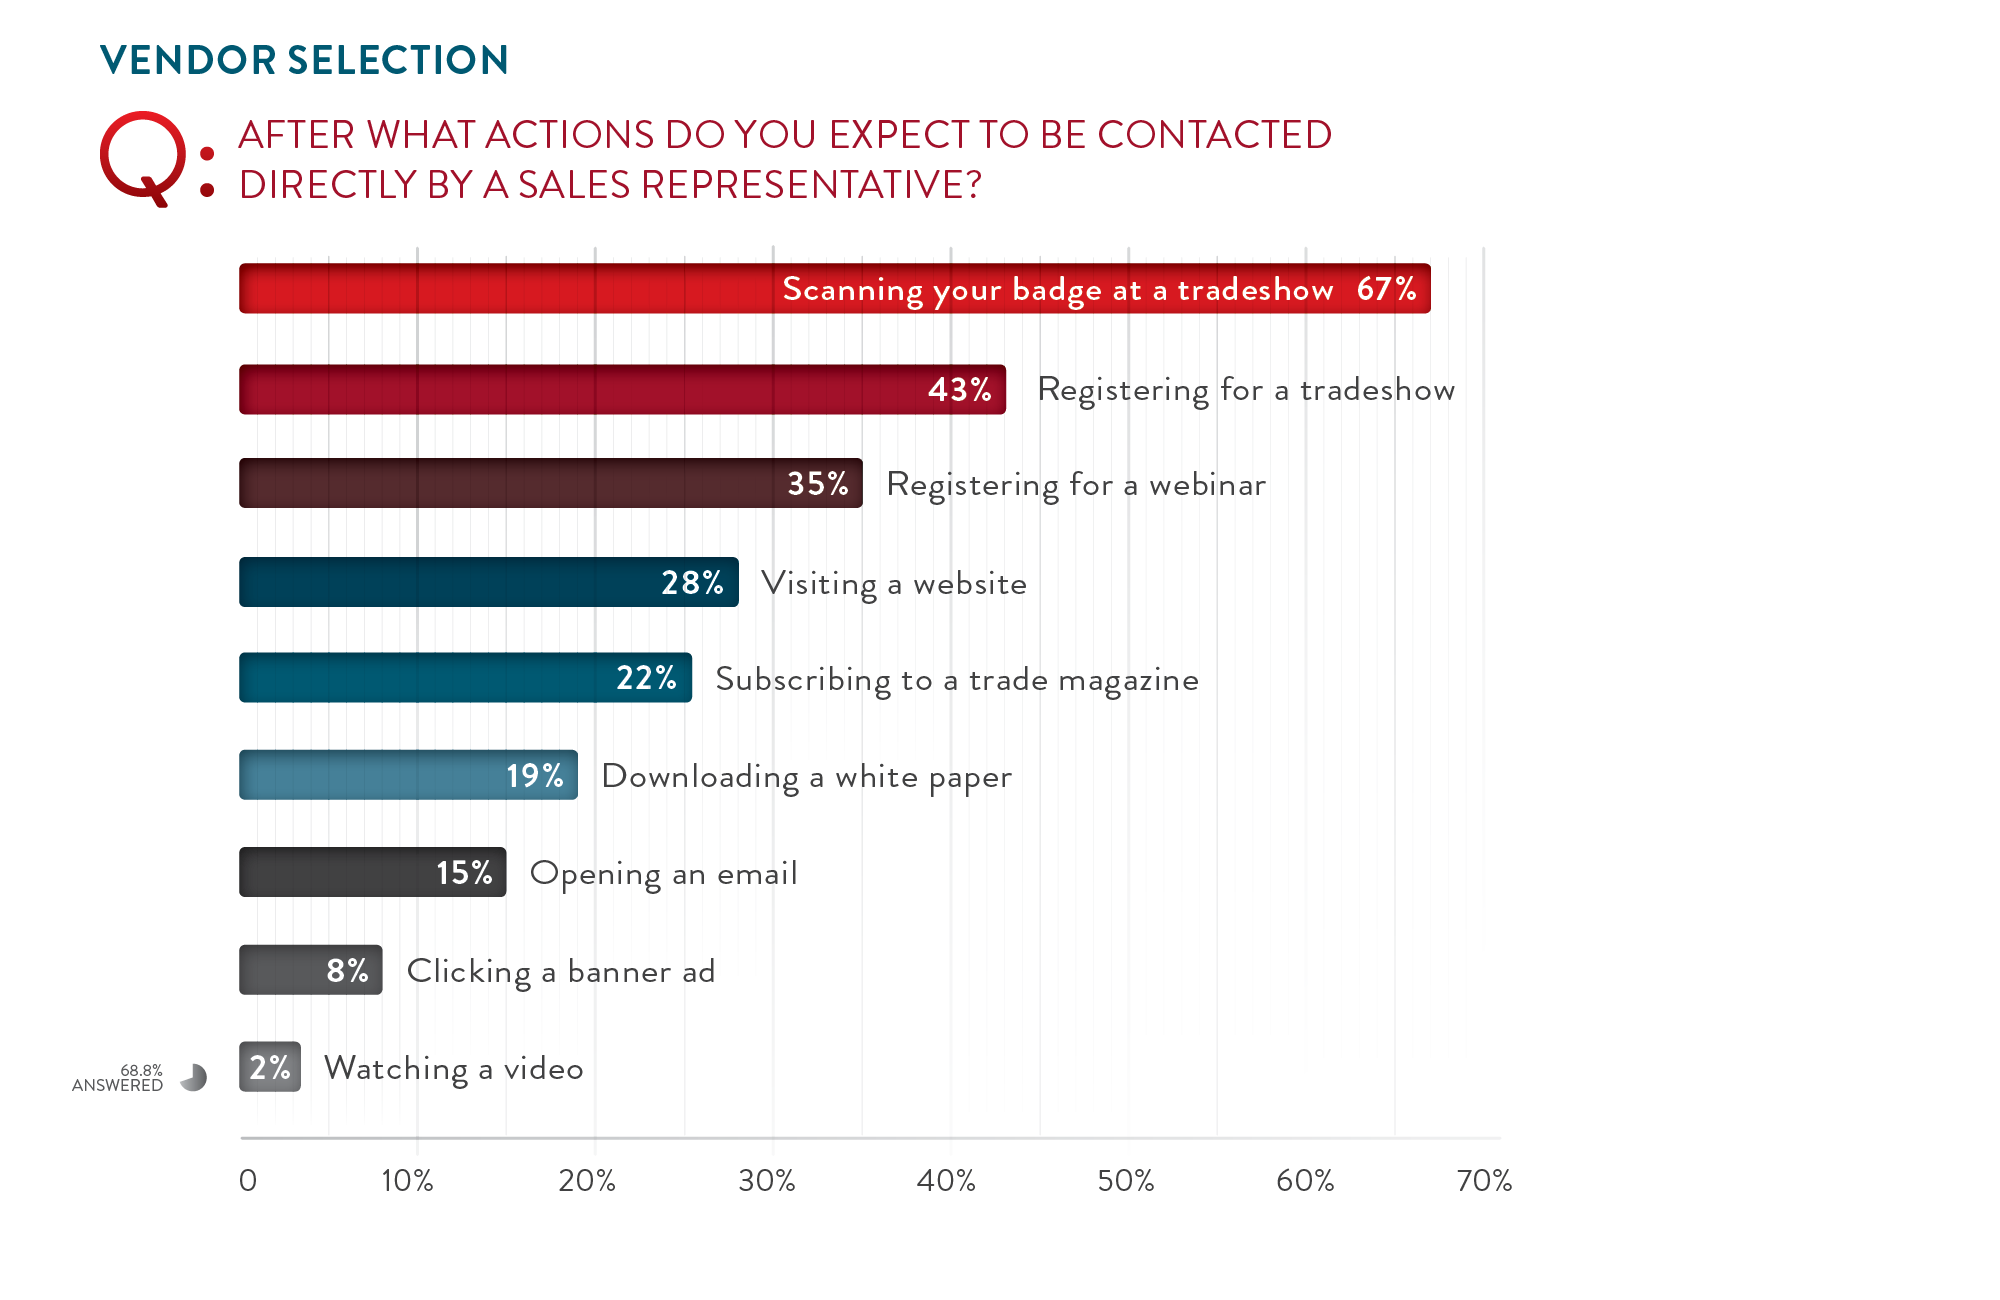 VENDOR SELECTION
Q: AFTER WHAT ACTIONS DO YOU EXPECT TO BE CONTACTED
DIRECTLY BY A SALES REPRESENTATIVE?
Scanning your badge at a tradeshow 67%
43% Registering for a tradeshow
35% Registering for a webinar
28% Visiting a website
22% Subscribing to a trade magazine
19% Downloading a white paper
15% Opening an email
8% Clicking a banner ad
2% Watching a video
68.8%
ANSWERED
0 10% 20% 30% 40% 50% 60% 70%